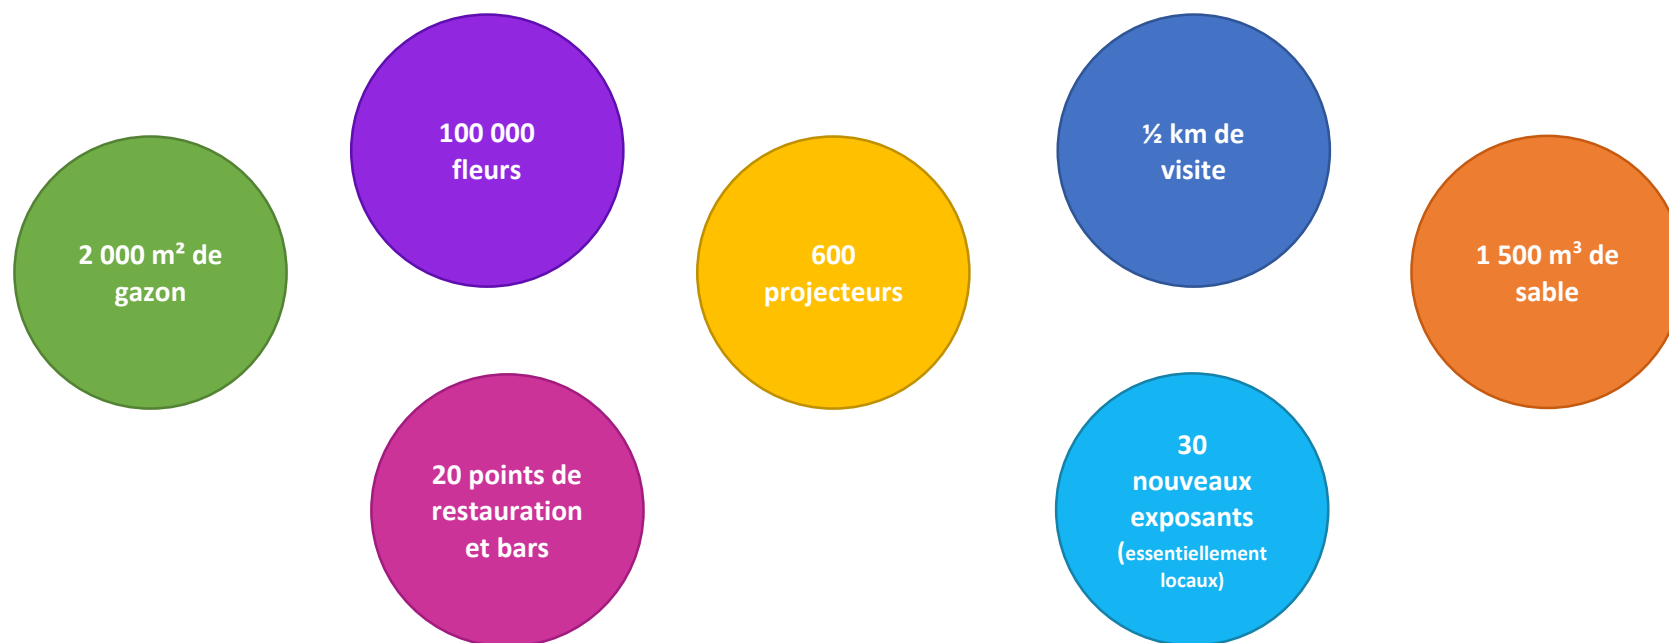 2 000 m² de
gazon
100 000
fleurs
20 points de
restauration
et bars
600
projecteurs
½ km de
visite
30
nouveaux
exposants
(essentiellement
locaux)
1 500 m³ de
sable